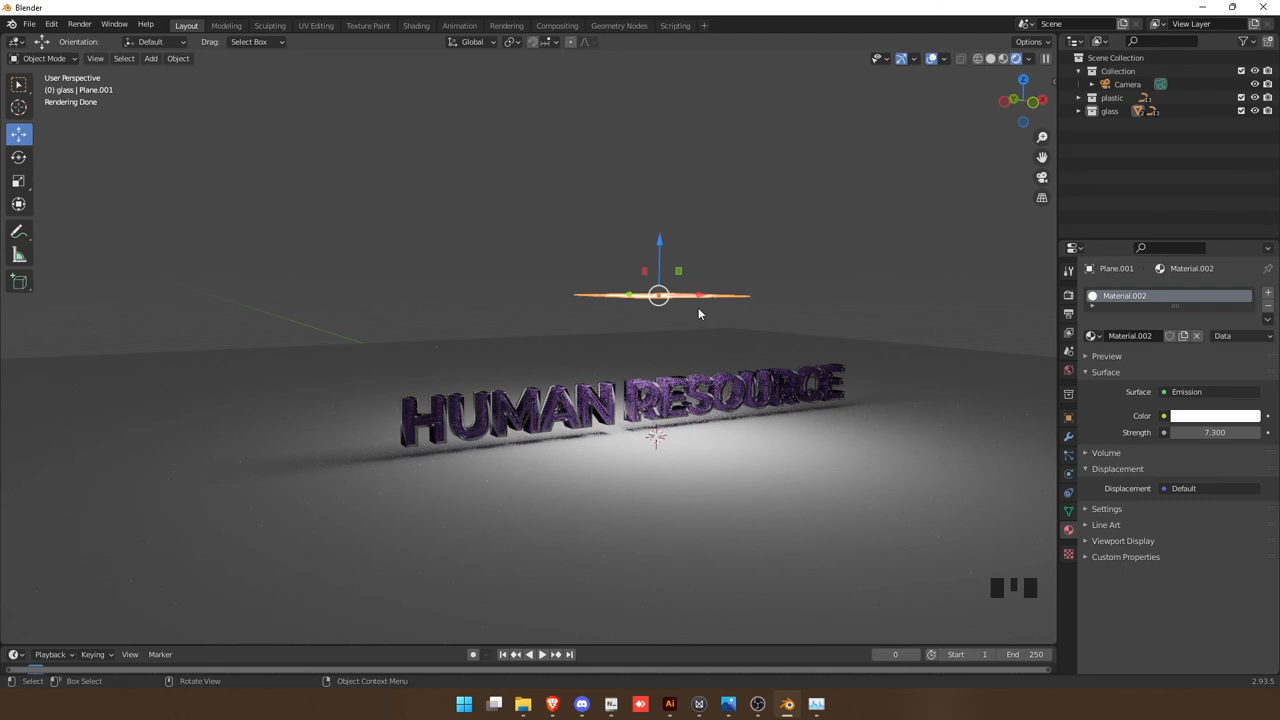 Blender
File Edit Render Window Help Layout Modeling Sculpting UV Editing Texture Paint Shading Animation Rendering Compositing Geometry Nodes Scripting Scene View Layer
Orientation: Default Drag: Select Box Global Options
Object Mode View Select Add Object
User Perspective
(0) glass | Plane.001
Rendering Done
Z
Y
X
HUMAN RESOURCE
Scene Collection
Collection
Camera
plastic 13
glass 2 13
Plane.001 Material.002
Material.002
Material.002 Data
Preview
Surface
Surface Emission
Color
Strength 7.300
Volume
Displacement
Displacement Default
Settings
Line Art
Viewport Display
Custom Properties
Playback Keying View Marker 0 Start 1 End 250
Select Box Select Rotate View Object Context Menu 2.93.5